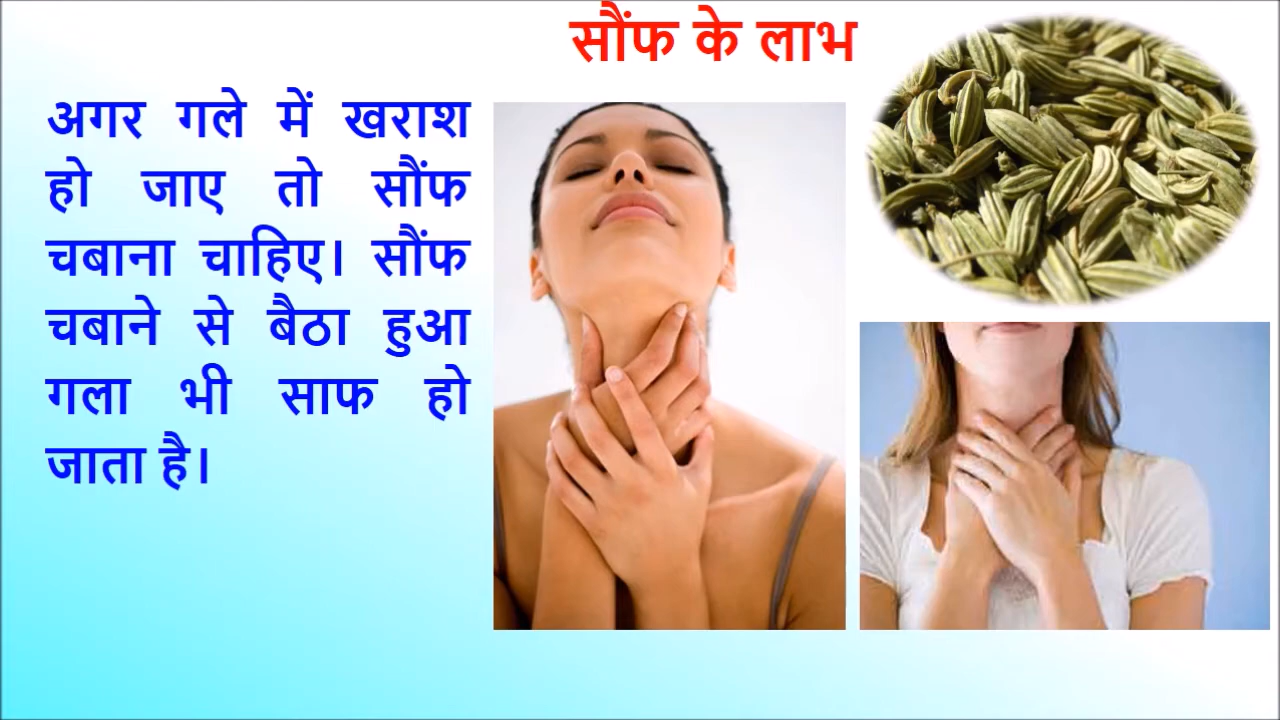 सौंफ के लाभ
अगर गले में खराश
हो जाए तो सौंफ
चबाना चाहिए। सौंफ
चबाने से बैठा हुआ
गला भी साफ हो
जाता है।